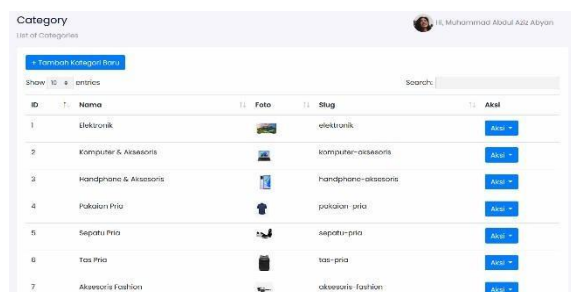 Category
Hi, Muhammad Abdul Aziz Abyan
List of Categories
+ Tambah Kategori Baru
Show 10 entries Search:
ID Nama Foto Slug Aksi
1 Elektronik elektronik Aksi
2 Komputer & Aksesoris komputer-aksesoris Aksi
3 Handphone & Aksesoris handphone-aksesoris Aksi
4 Pakaian Pria pakaian-pria Aksi
5 Sepatu Pria sepatu-pria Aksi
6 Tas Pria tas-pria Aksi
7 Aksesoris Fashion aksesoris-fashion Aksi